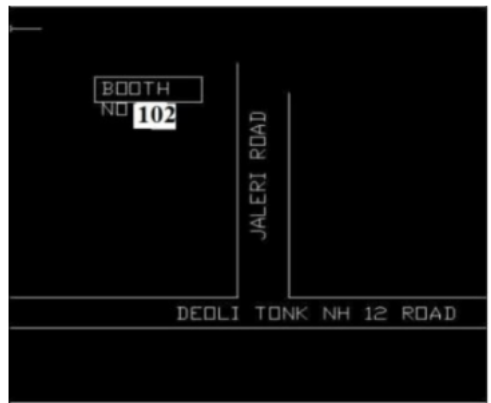 BOOTH
NO 102
JALERI ROAD
DEOLI TONK NH 12 ROAD